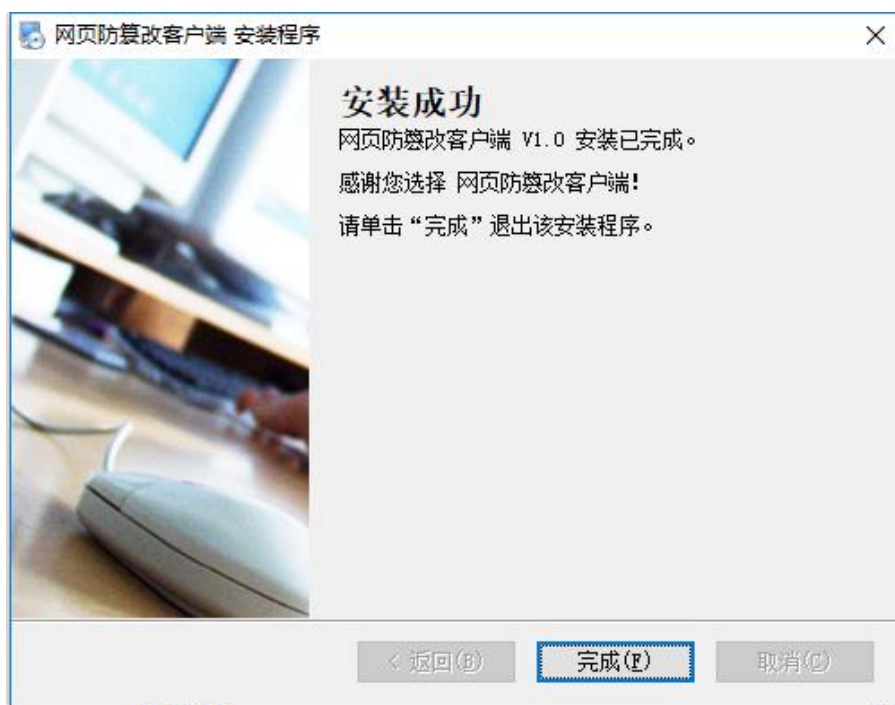 网页防篡改客户端 安装程序
安装成功
网页防篡改客户端 V1.0 安装已完成。
感谢您选择 网页防篡改客户端!
请单击“完成”退出该安装程序。
< 返回(B)
完成(F)
取消(C)